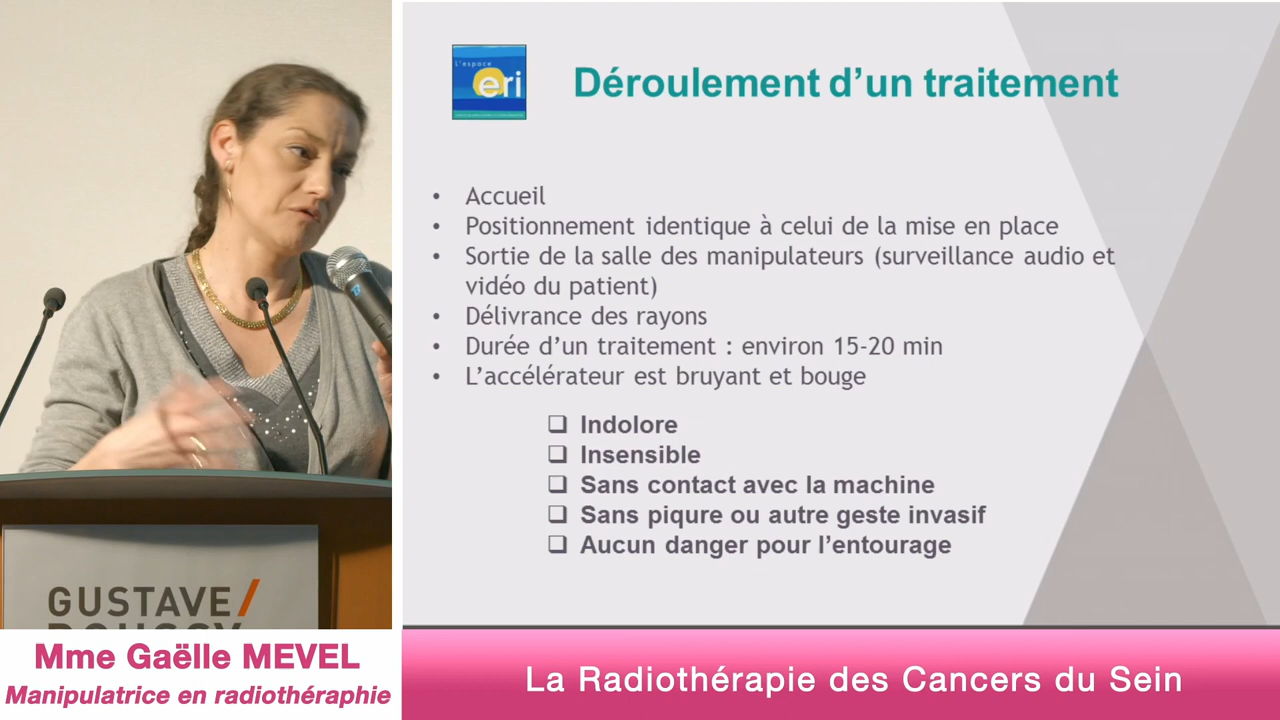 L'espace
eri
Déroulement d'un traitement
• Accueil
• Positionnement identique à celui de la mise en place
• Sortie de la salle des manipulateurs (surveillance audio et
vidéo du patient)
• Délivrance des rayons
• Durée d'un traitement : environ 15-20 min
• L'accélérateur est bruyant et bouge
❑ Indolore
❑ Insensible
❑ Sans contact avec la machine
❑ Sans piqure ou autre geste invasif
❑ Aucun danger pour l'entourage
GUSTAVE/
Mme Gaëlle MEVEL
Manipulatrice en radiothéraphie
La Radiothérapie des Cancers du Sein